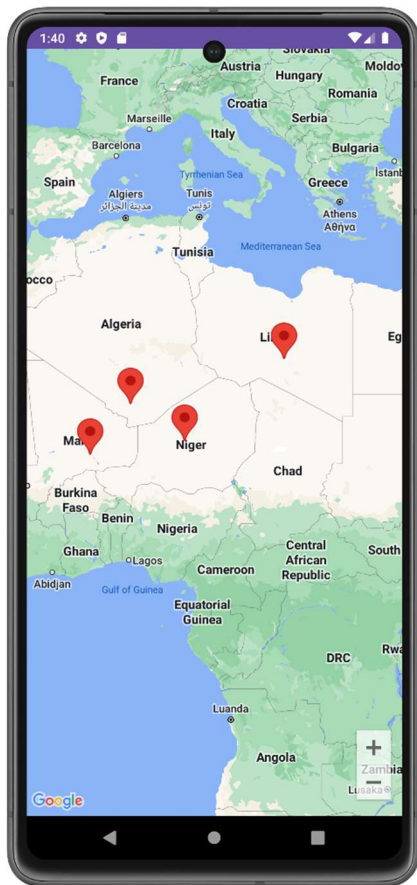 1:40
Slovakia
Austria
Moldov
France
Hungary
Romania
Croatia
Marseille
Serbia
Italy
Barcelona
Bulgaria
Tyrrhenian Sea
Istanb
Spain
Algiers
مدينة الجزائر
Tunis
تونس
Greece
Athens
Αθήνα
Tunisia
Mediterranean Sea
occo
Algeria
Li
Eg
Ma
Niger
Chad
Burkina
Faso
Benin
Nigeria
Ghana
Lagos
Cameroon
Central
African
Republic
South
Abidjan
Gulf of Guinea
Equatorial
Guinea
DRC
Rwa
Luanda
Angola
+
Zambia
−
Lusaka
Google